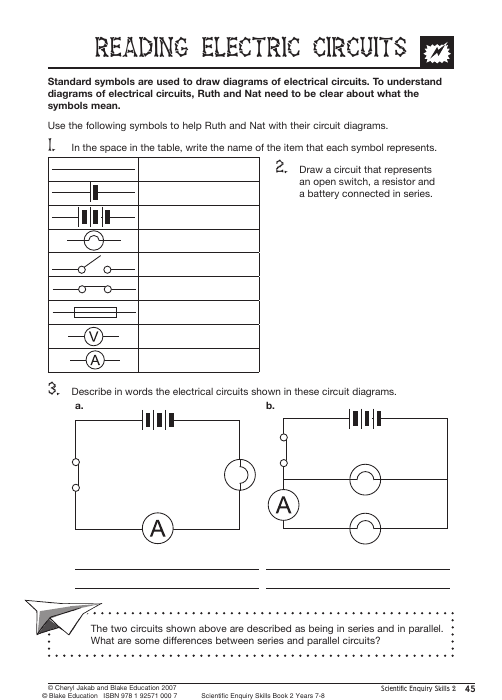 READING ELECTRIC CIRCUITS
Standard symbols are used to draw diagrams of electrical circuits. To understand
diagrams of electrical circuits, Ruth and Nat need to be clear about what the
symbols mean.
Use the following symbols to help Ruth and Nat with their circuit diagrams.
1. In the space in the table, write the name of the item that each symbol represents.
V
A
2. Draw a circuit that represents
an open switch, a resistor and
a battery connected in series.
3. Describe in words the electrical circuits shown in these circuit diagrams.
a.
A
b.
A
The two circuits shown above are described as being in series and in parallel.
What are some differences between series and parallel circuits?
© Cheryl Jakab and Blake Education 2007
© Blake Education ISBN 978 1 92571 000 7
Scientific Enquiry Skills Book 2 Years 7-8
Scientific Enquiry Skills 2 45